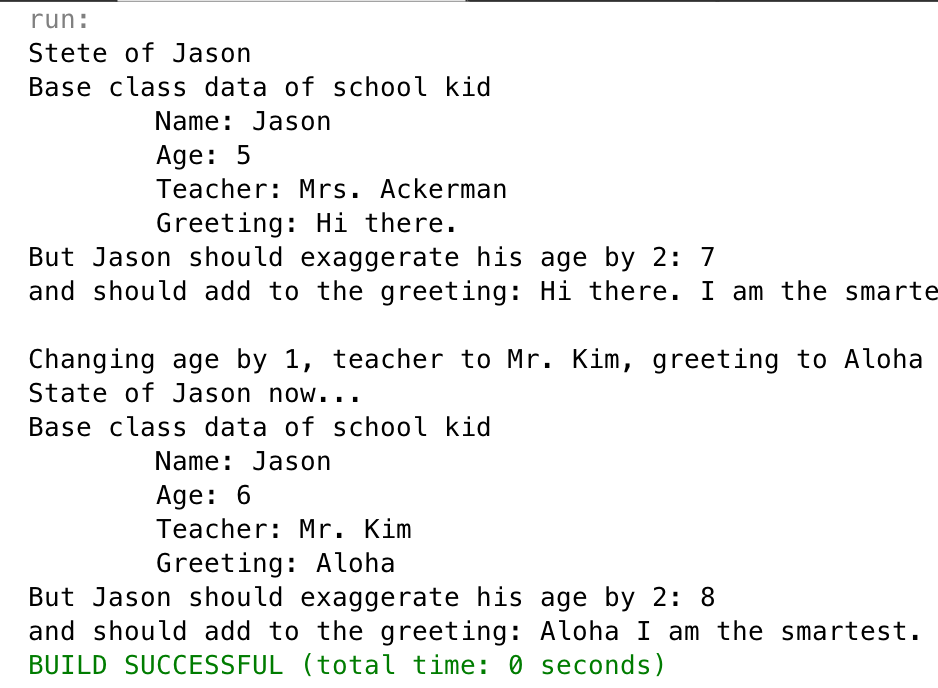 run:
Stete of Jason
Base class data of school kid
Name: Jason
Age: 5
Teacher: Mrs. Ackerman
Greeting: Hi there.
But Jason should exaggerate his age by 2: 7
and should add to the greeting: Hi there. I am the smarte
Changing age by 1, teacher to Mr. Kim, greeting to Aloha
State of Jason now...
Base class data of school kid
Name: Jason
Age: 6
Teacher: Mr. Kim
Greeting: Aloha
But Jason should exaggerate his age by 2: 8
and should add to the greeting: Aloha I am the smartest.
BUILD SUCCESSFUL (total time: 0 seconds)